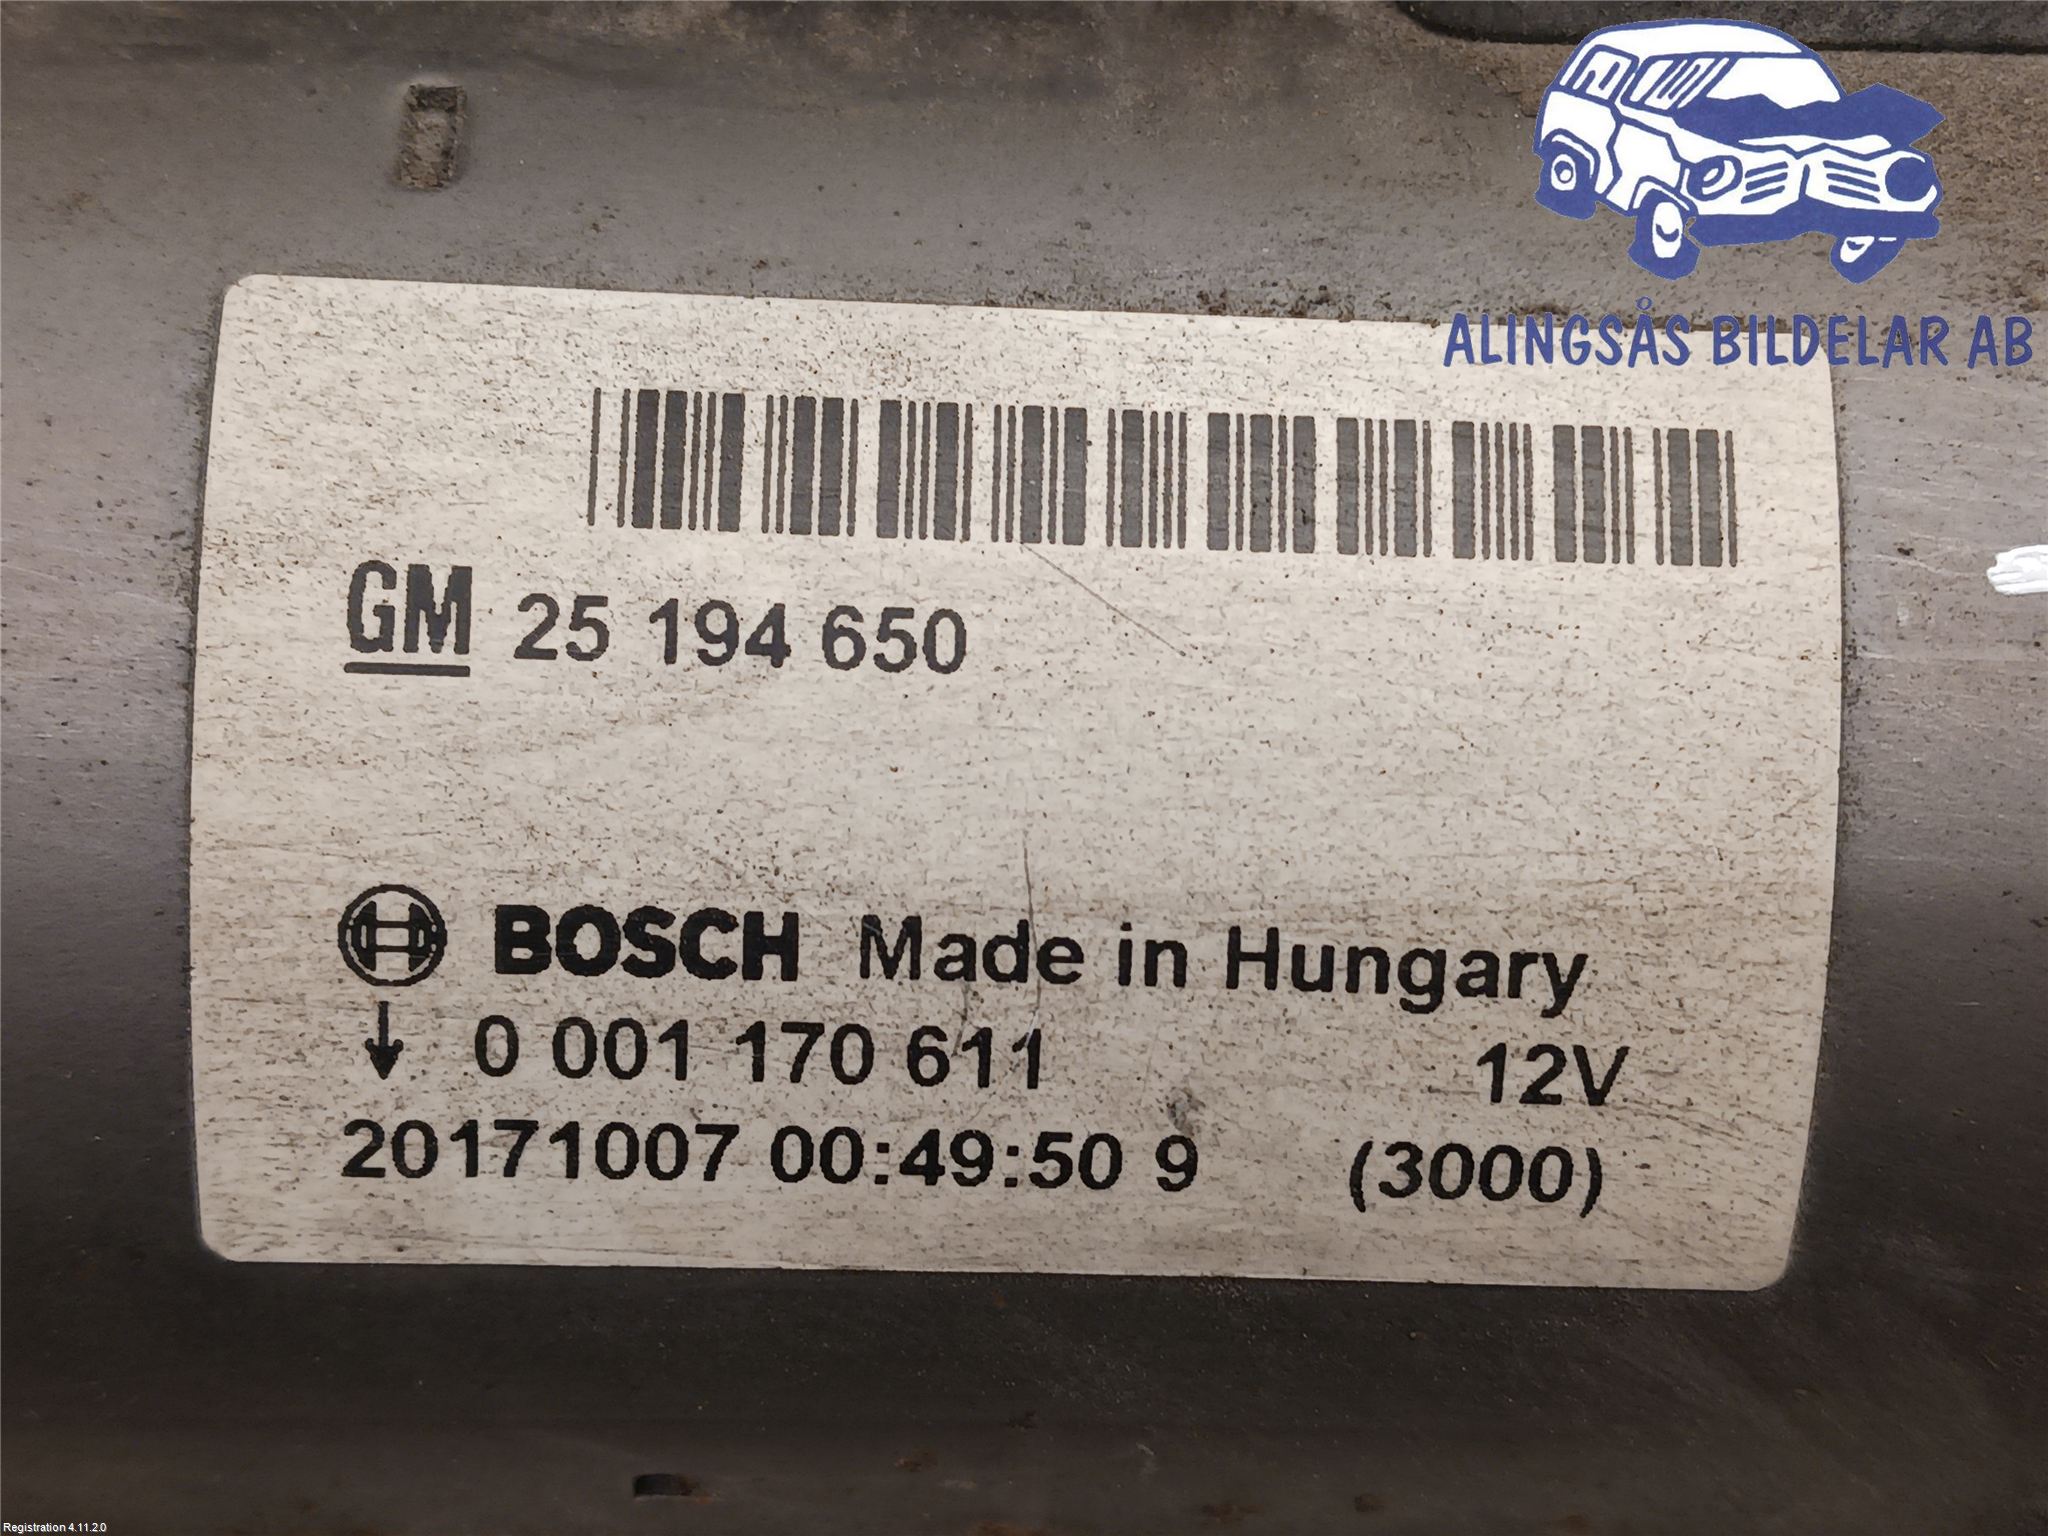 ALINGSÅS BILDELAR AB
GM 25 194 650
BOSCH Made in Hungary
↓ 0 001 170 611 12V
20171007 00:49:50 9 (3000)
Registration 4.11.2.0